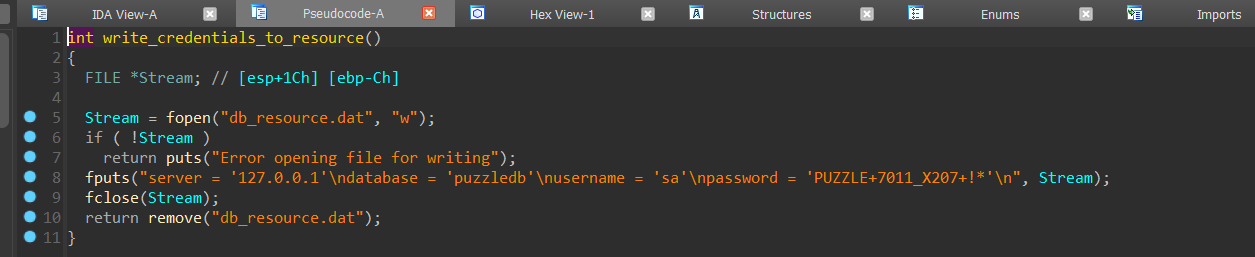 IDA View-A Pseudocode-A Hex View-1 Structures Enums Imports
1 int write_credentials_to_resource()
2 {
3 FILE *Stream; // [esp+1Ch] [ebp-Ch]
4
5 Stream = fopen("db_resource.dat", "w");
6 if ( !Stream )
7 return puts("Error opening file for writing");
8 fputs("server = '127.0.0.1'\ndatabase = 'puzzledb'\nusername = 'sa'\npassword = 'PUZZLE+7011_X207+!*'\n", Stream);
9 fclose(Stream);
10 return remove("db_resource.dat");
11 }